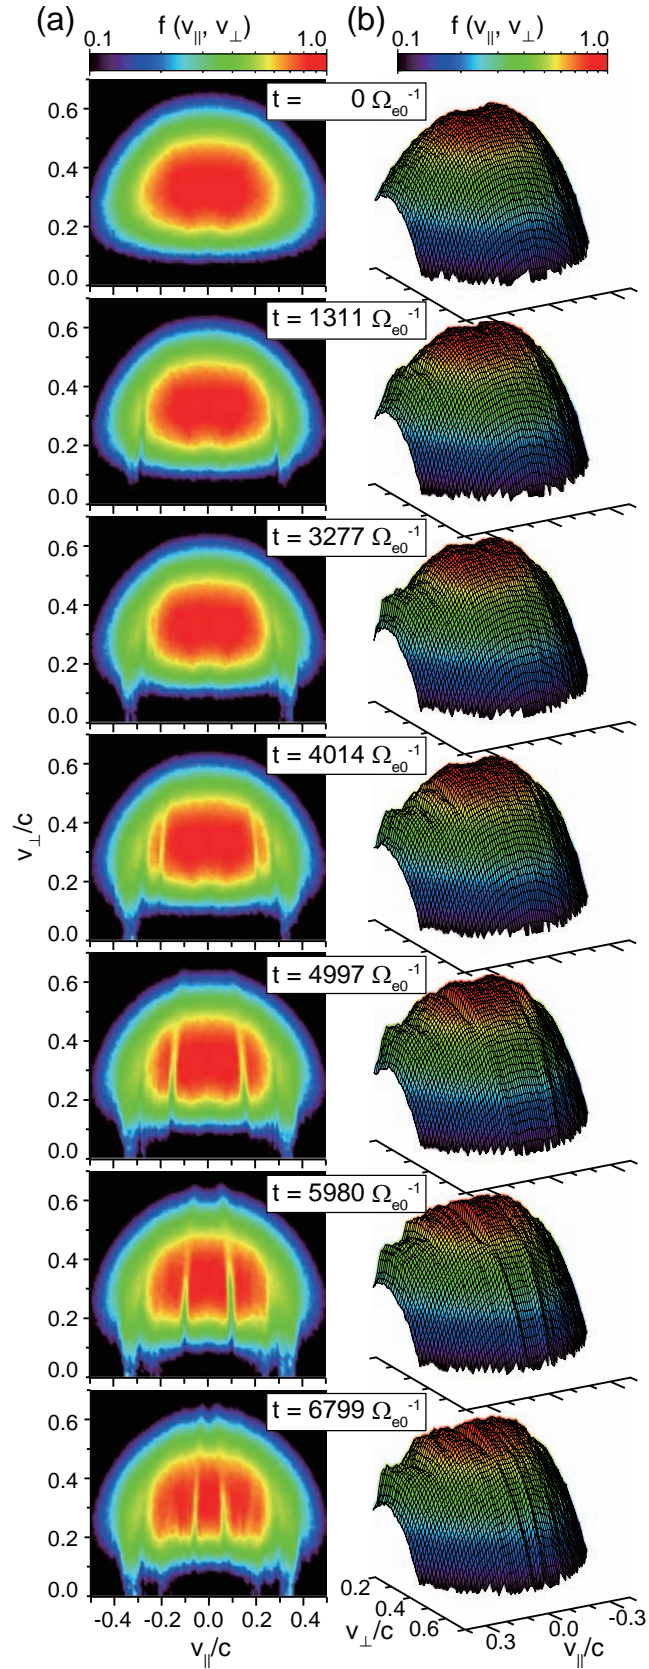 (a) (b)
f (v||, v⊥) f (v||, v⊥)
0.1 1.0 0.1 1.0
t = 0 Ωe0⁻¹
0.6
0.4
0.2
0.0
t = 1311 Ωe0⁻¹
0.6
0.4
0.2
0.0
t = 3277 Ωe0⁻¹
0.6
0.4
0.2
0.0
t = 4014 Ωe0⁻¹
0.6
0.4
0.2
0.0
v⊥/c
t = 4997 Ωe0⁻¹
0.6
0.4
0.2
0.0
t = 5980 Ωe0⁻¹
0.6
0.4
0.2
0.0
t = 6799 Ωe0⁻¹
0.6
0.4
0.2
0.0
-0.4 -0.2 0.0 0.2 0.4
v||/c
0.2 0.4 0.6
v⊥/c
0.3 0.0 -0.3
v||/c